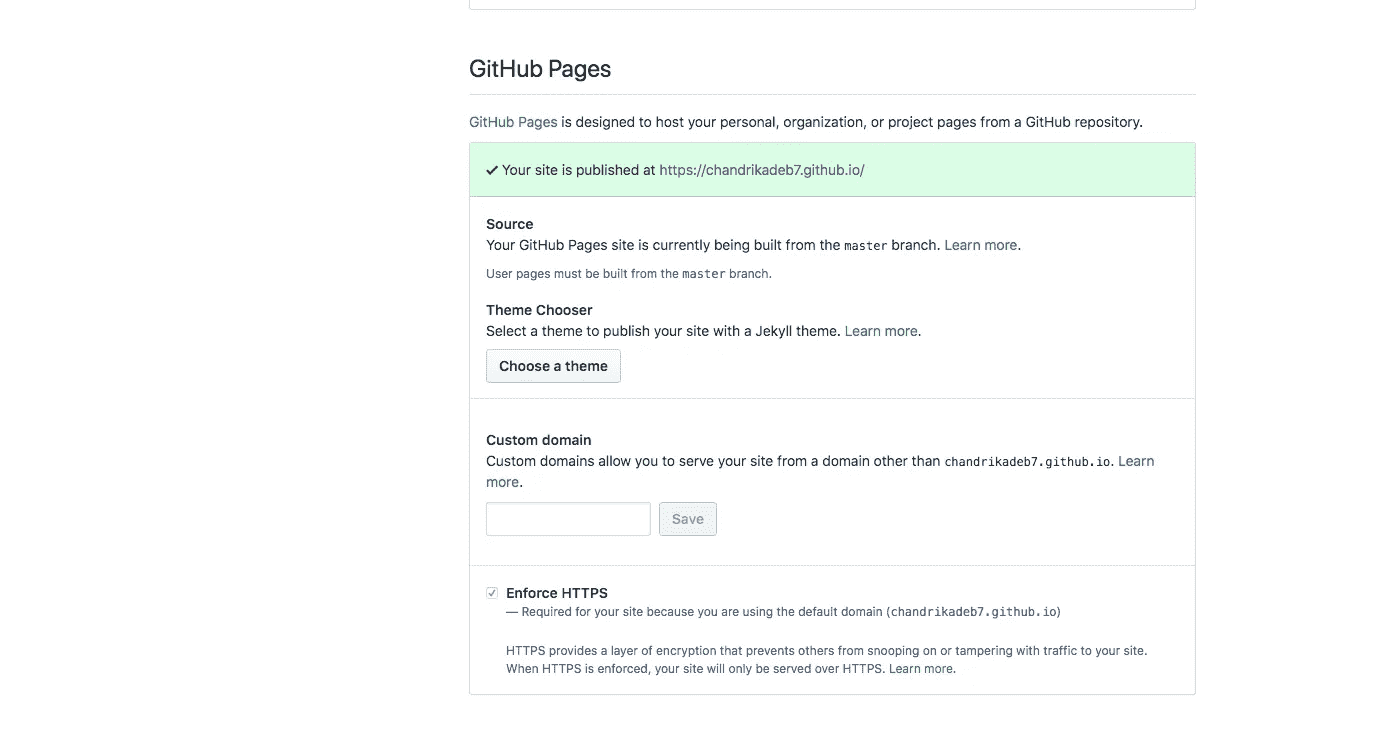 GitHub Pages
GitHub Pages is designed to host your personal, organization, or project pages from a GitHub repository.
✓ Your site is published at https://chandrikadeb7.github.io/
Source
Your GitHub Pages site is currently being built from the master branch. Learn more.
User pages must be built from the master branch.
Theme Chooser
Select a theme to publish your site with a Jekyll theme. Learn more.
Choose a theme
Custom domain
Custom domains allow you to serve your site from a domain other than chandrikadeb7.github.io. Learn
more.
Save
Enforce HTTPS
— Required for your site because you are using the default domain (chandrikadeb7.github.io)
HTTPS provides a layer of encryption that prevents others from snooping on or tampering with traffic to your site.
When HTTPS is enforced, your site will only be served over HTTPS. Learn more.